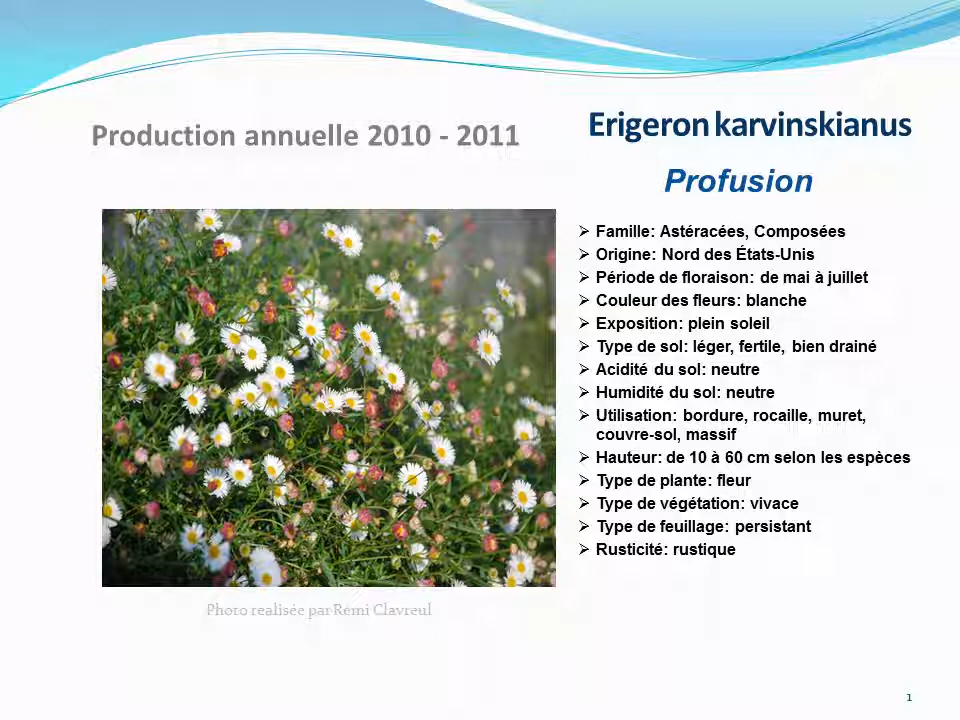 Production annuelle 2010 - 2011
Erigeron karvinskianus
Profusion
Famille: Astéracées, Composées
Origine: Nord des États-Unis
Période de floraison: de mai à juillet
Couleur des fleurs: blanche
Exposition: plein soleil
Type de sol: léger, fertile, bien drainé
Acidité du sol: neutre
Humidité du sol: neutre
Utilisation: bordure, rocaille, muret,
couvre-sol, massif
Hauteur: de 10 à 60 cm selon les espèces
Type de plante: fleur
Type de végétation: vivace
Type de feuillage: persistant
Rusticité: rustique
Photo realisée par Rémi Clavreul
1